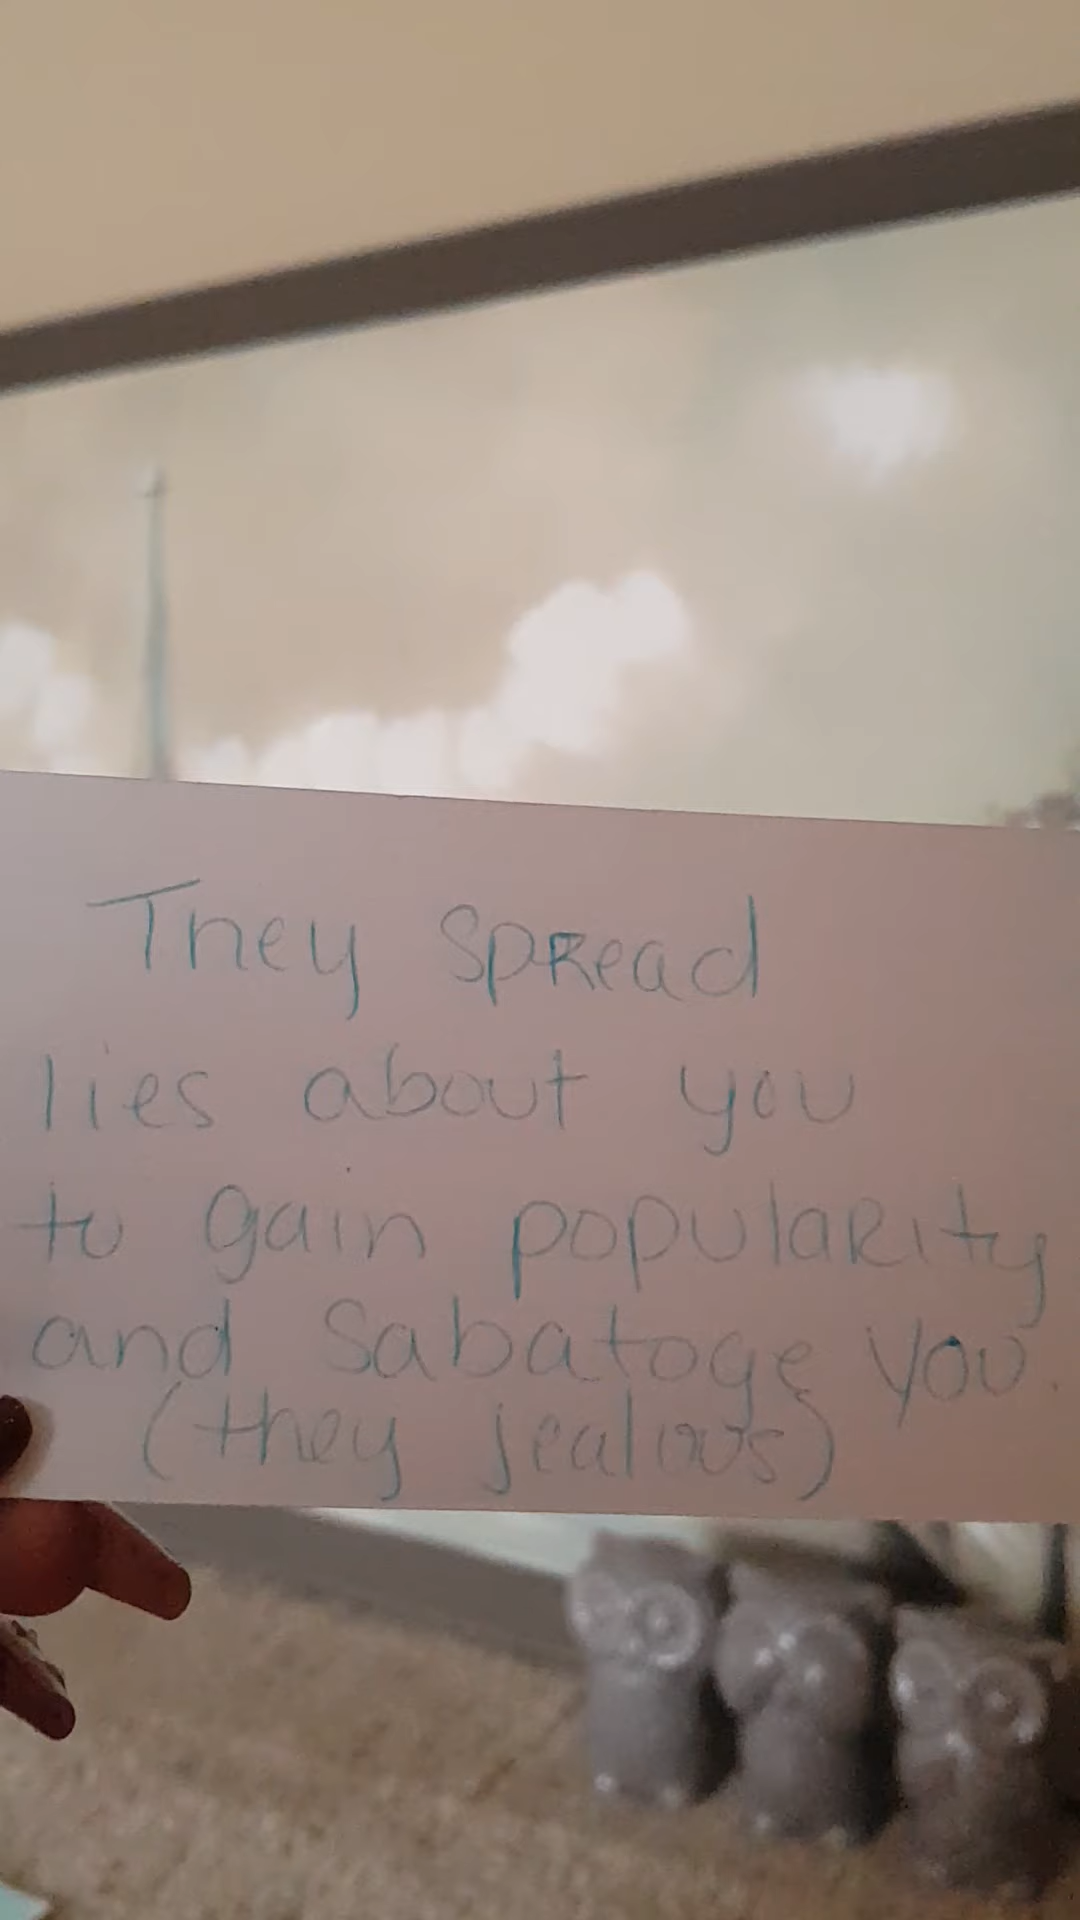 They spread
lies about you
to gain popularity
and sabatoge you.
(they jealous)